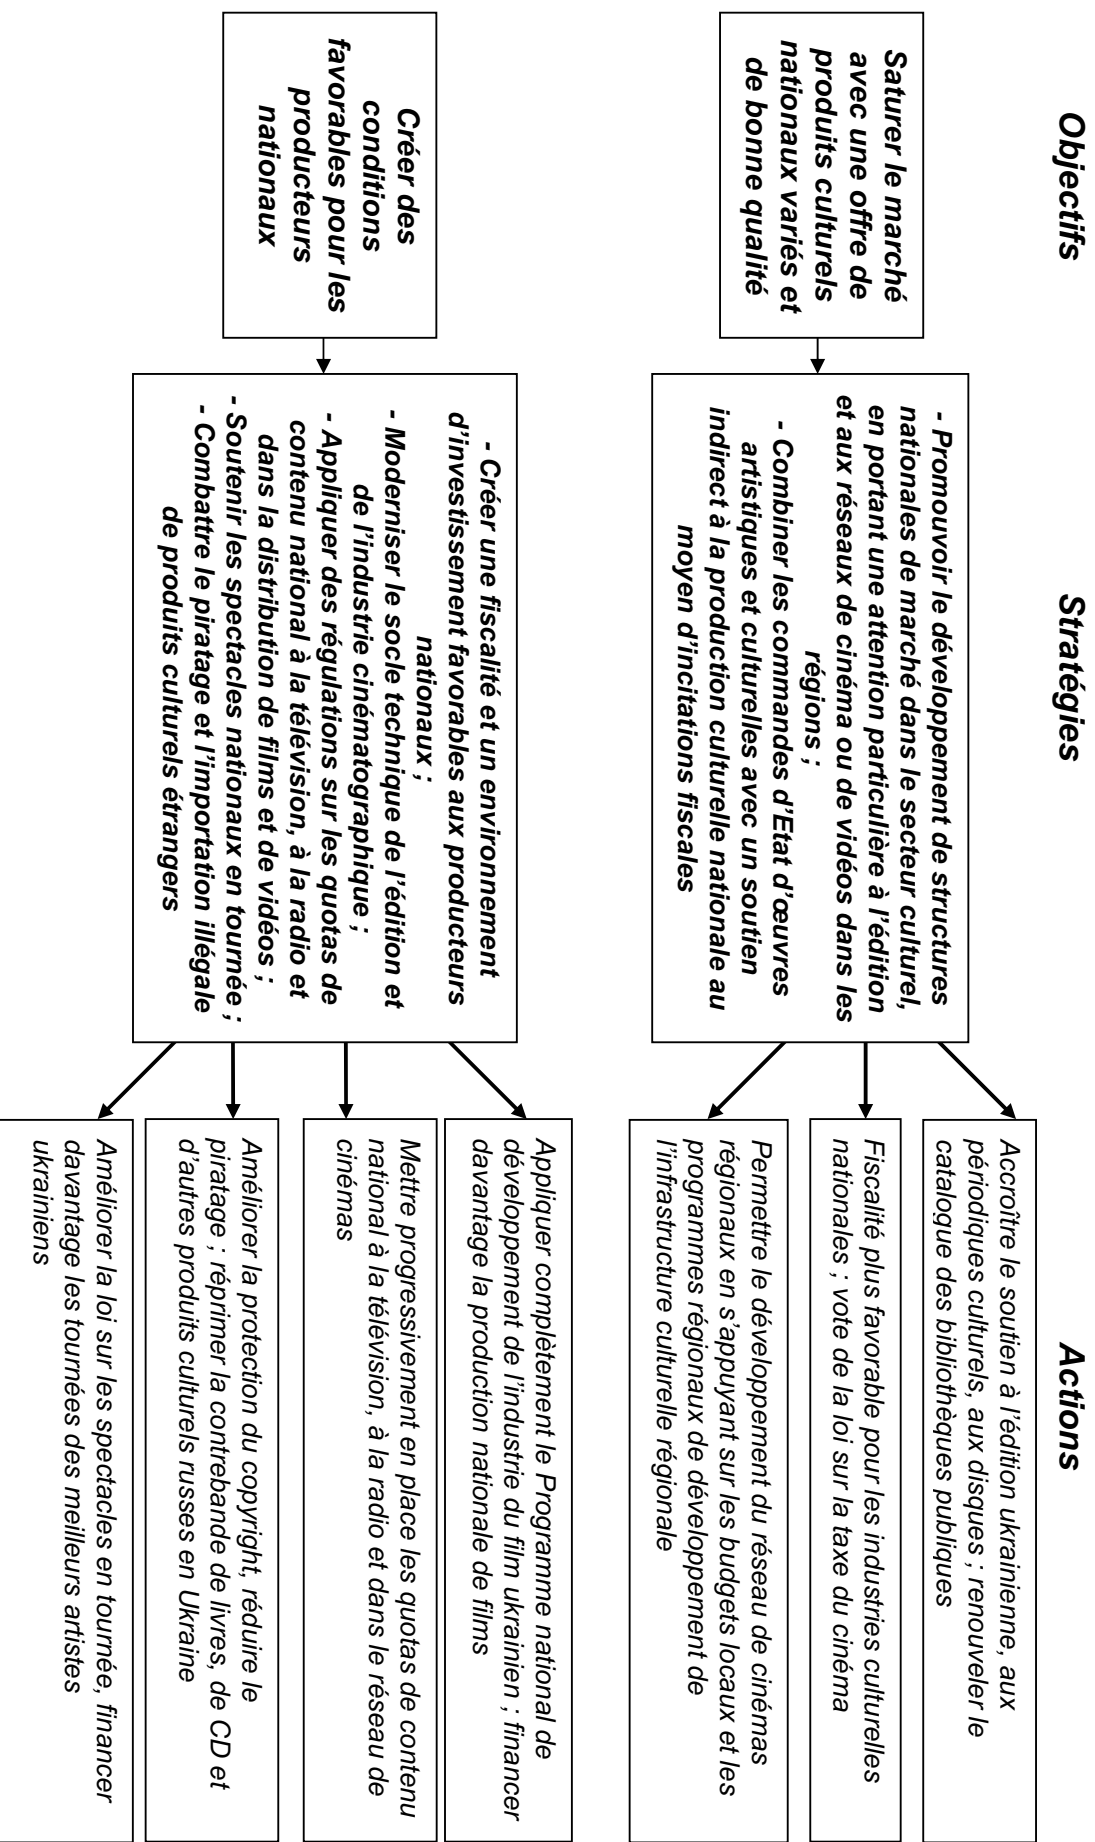 Objectifs
Stratégies
Actions
Saturer le marché
avec une offre de
produits culturels
nationaux variés et
de bonne qualité
- Promouvoir le développement de structures
nationales de marché dans le secteur culturel,
en portant une attention particulière à l'édition
et aux réseaux de cinéma ou de vidéos dans les
régions ;
- Combiner les commandes d'Etat d'œuvres
artistiques et culturelles avec un soutien
indirect à la production culturelle nationale au
moyen d'incitations fiscales
Accroître le soutien à l'édition ukrainienne, aux
périodiques culturels, aux disques ; renouveler le
catalogue des bibliothèques publiques
Fiscalité plus favorable pour les industries culturelles
nationales ; vote de la loi sur la taxe du cinéma
Permettre le développement du réseau de cinémas
régionaux en s'appuyant sur les budgets locaux et les
programmes régionaux de développement de
l'infrastructure culturelle régionale
Créer des
conditions
favorables pour les
producteurs
nationaux
- Créer une fiscalité et un environnement
d'investissement favorables aux producteurs
nationaux ;
- Moderniser le socle technique de l'édition et
de l'industrie cinématographique ;
- Appliquer des régulations sur les quotas de
contenu national à la télévision, à la radio et
dans la distribution de films et de vidéos ;
- Soutenir les spectacles nationaux en tournée ;
- Combattre le piratage et l'importation illégale
de produits culturels étrangers
Appliquer complètement le Programme national de
développement de l'industrie du film ukrainien ; financer
davantage la production nationale de films
Mettre progressivement en place les quotas de contenu
national à la télévision, à la radio et dans le réseau de
cinémas
Améliorer la protection du copyright, réduire le
piratage ; réprimer la contrebande de livres, de CD et
d'autres produits culturels russes en Ukraine
Améliorer la loi sur les spectacles en tournée, financer
davantage les tournées des meilleurs artistes
ukrainiens